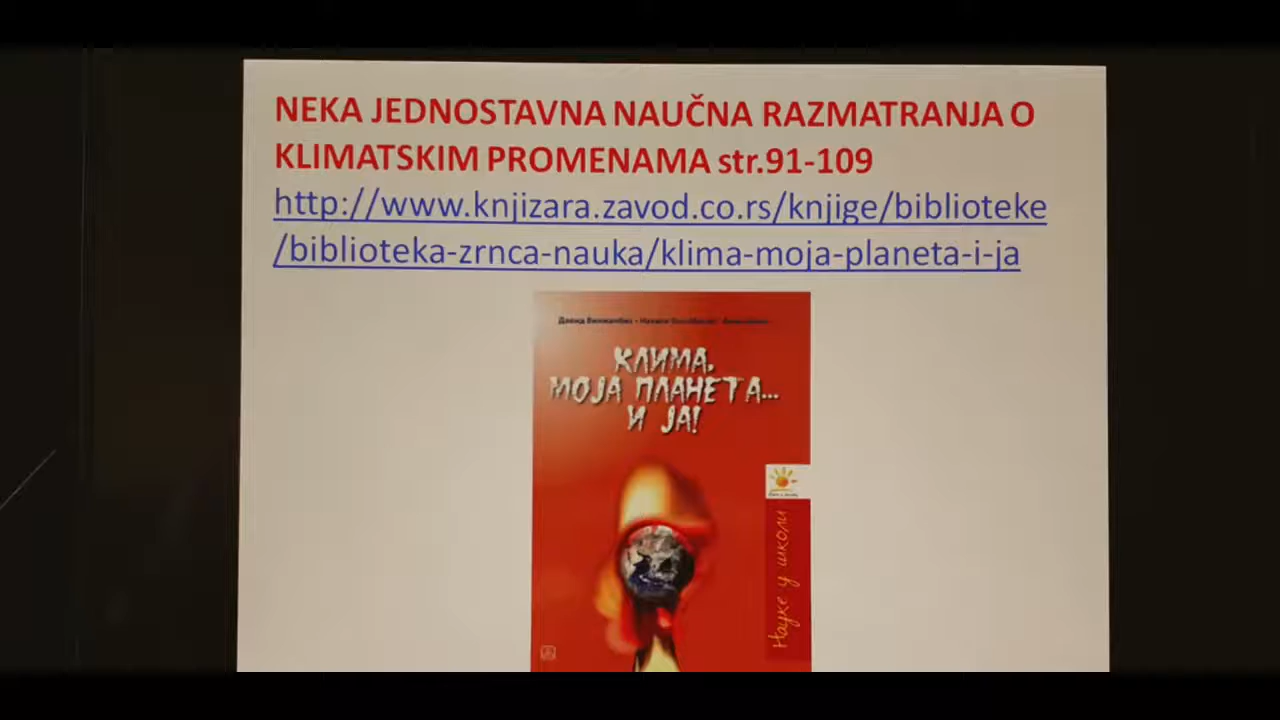 NEKA JEDNOSTAVNA NAUČNA RAZMATRANJA O
KLIMATSKIM PROMENAMA str.91-109
http://www.knjizara.zavod.co.rs/knjige/biblioteke
/biblioteka-zrnca-nauka/klima-moja-planeta-i-ja
КЛИМА,
МОЈА ПЛАНЕТА...
И ЈА!
Науке у школи